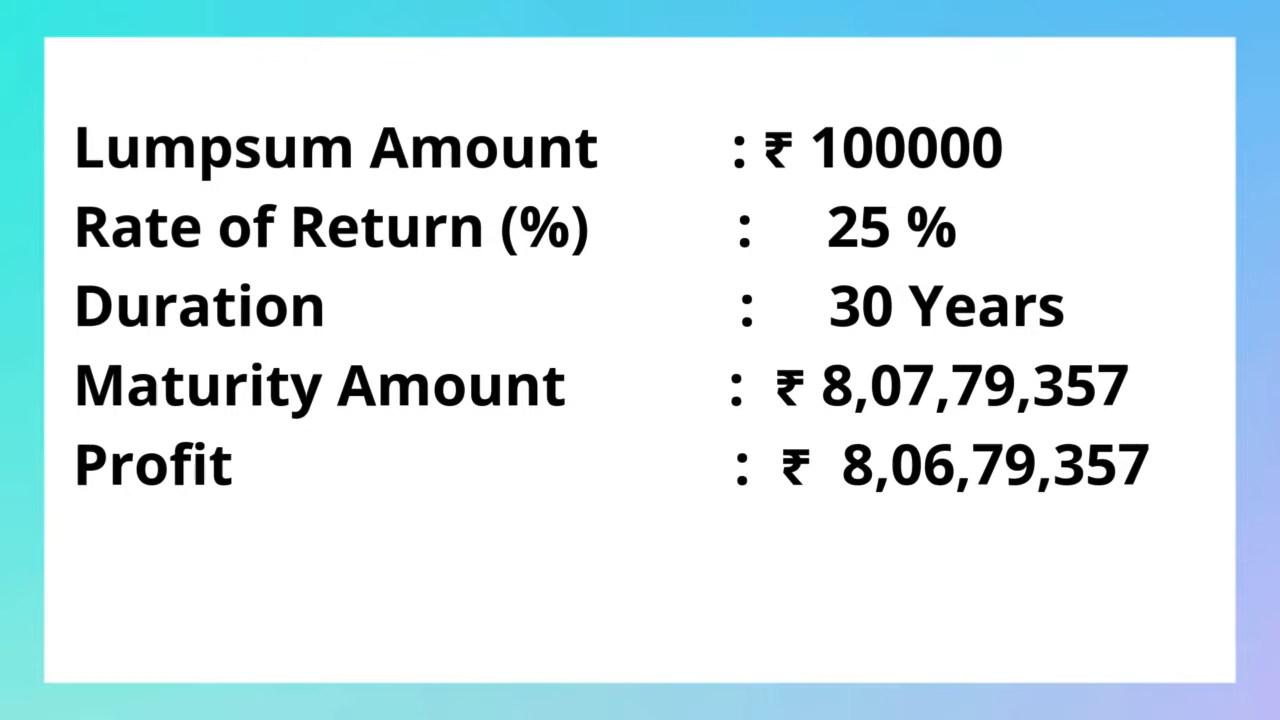 Lumpsum Amount : ₹ 100000
Rate of Return (%) : 25 %
Duration : 30 Years
Maturity Amount : ₹ 8,07,79,357
Profit : ₹ 8,06,79,357